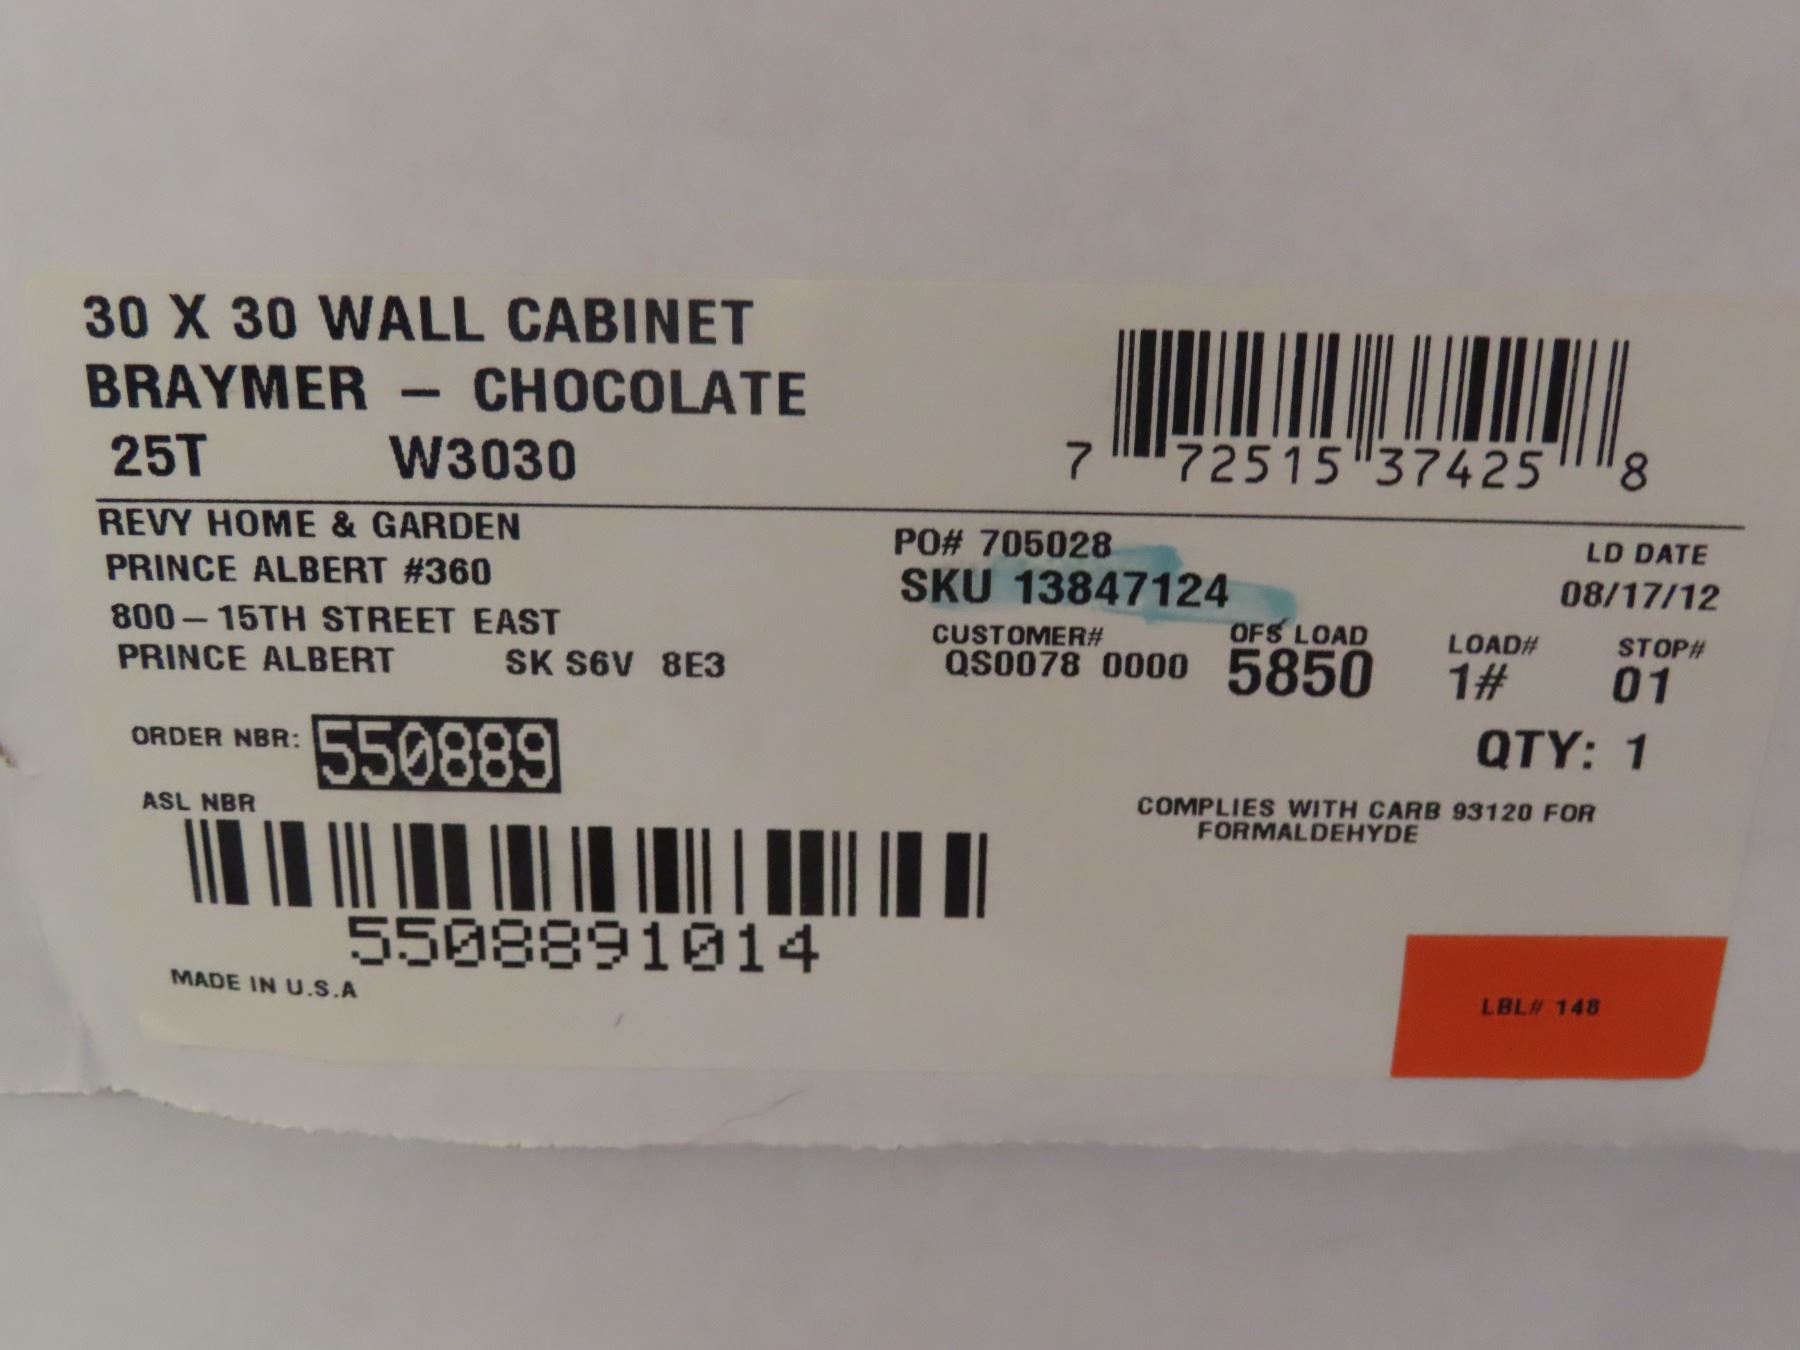 30 X 30 WALL CABINET
BRAYMER – CHOCOLATE
25T W3030
7 72515 37425 8
REVY HOME & GARDEN
PRINCE ALBERT #360
800 – 15TH STREET EAST
PRINCE ALBERT SK S6V 8E3
PO# 705028
SKU 13847124
LD DATE
08/17/12
CUSTOMER# OFS LOAD LOAD# STOP#
QS0078 0000 5850 1# 01
ORDER NBR: 550889
QTY: 1
ASL NBR
COMPLIES WITH CARB 93120 FOR
FORMALDEHYDE
5508891014
MADE IN U.S.A
LBL# 148